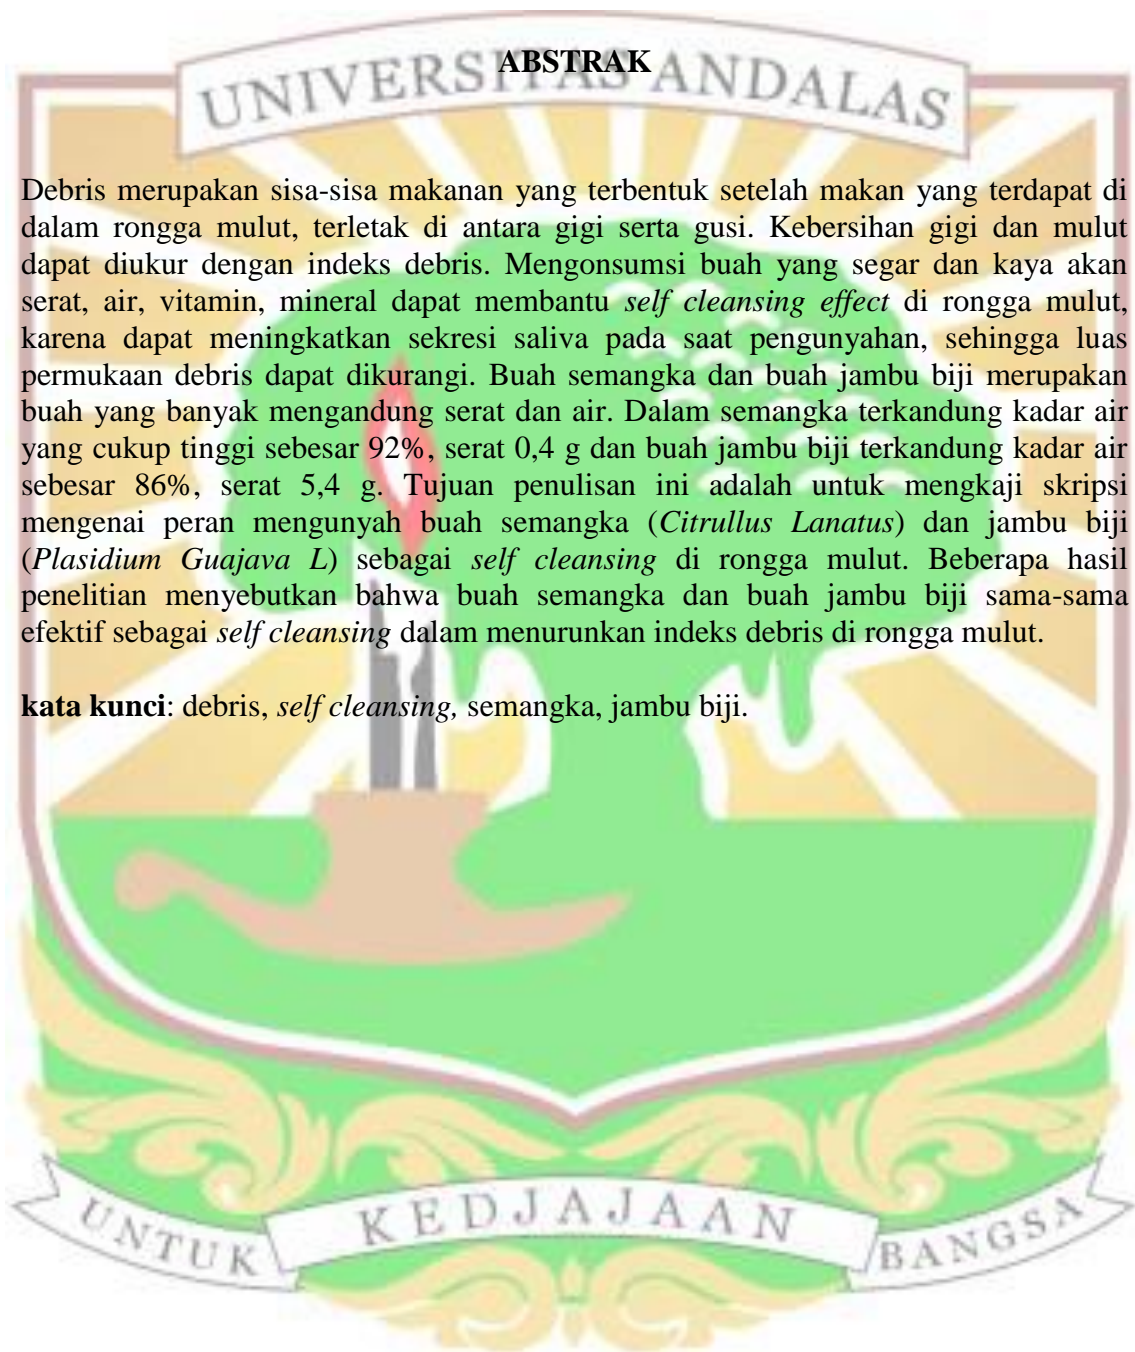 UNIVERSITAS ANDALAS
ABSTRAK
Debris merupakan sisa-sisa makanan yang terbentuk setelah makan yang terdapat di
dalam rongga mulut, terletak di antara gigi serta gusi. Kebersihan gigi dan mulut
dapat diukur dengan indeks debris. Mengonsumsi buah yang segar dan kaya akan
serat, air, vitamin, mineral dapat membantu self cleansing effect di rongga mulut,
karena dapat meningkatkan sekresi saliva pada saat pengunyahan, sehingga luas
permukaan debris dapat dikurangi. Buah semangka dan buah jambu biji merupakan
buah yang banyak mengandung serat dan air. Dalam semangka terkandung kadar air
yang cukup tinggi sebesar 92%, serat 0,4 g dan buah jambu biji terkandung kadar air
sebesar 86%, serat 5,4 g. Tujuan penulisan ini adalah untuk mengkaji skripsi
mengenai peran mengunyah buah semangka (Citrullus Lanatus) dan jambu biji
(Plasidium Guajava L) sebagai self cleansing di rongga mulut. Beberapa hasil
penelitian menyebutkan bahwa buah semangka dan buah jambu biji sama-sama
efektif sebagai self cleansing dalam menurunkan indeks debris di rongga mulut.
kata kunci: debris, self cleansing, semangka, jambu biji.
UNTUK KEDJAJAAN BANGSA